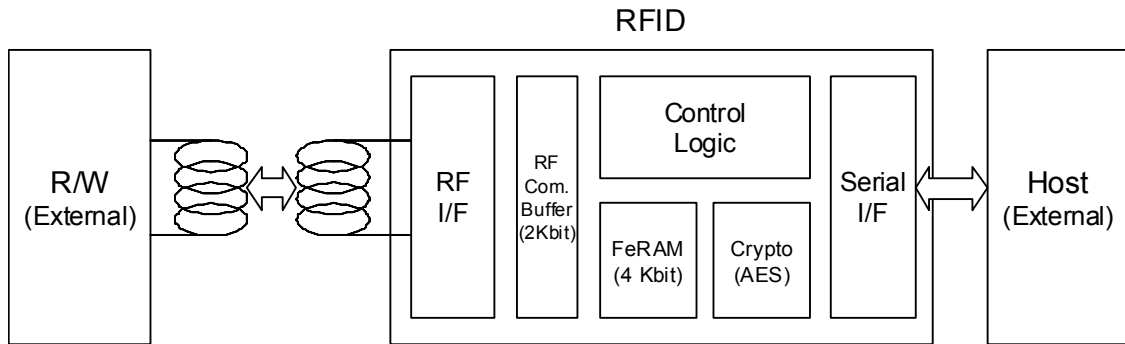 RFID
R/W
(External)
RF
I/F
RF
Com.
Buffer
(2Kbit)
Control
Logic
FeRAM
(4 Kbit)
Crypto
(AES)
Serial
I/F
Host
(External)